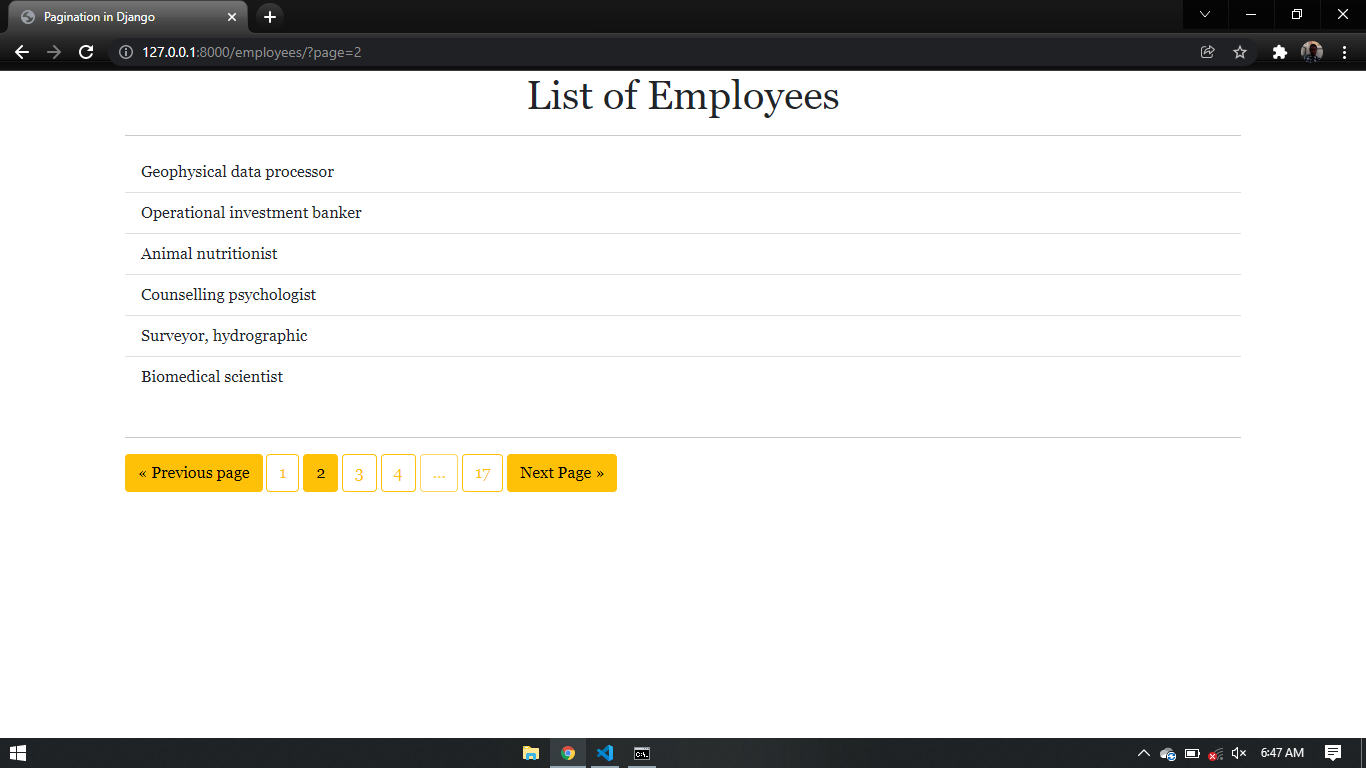 Pagination in Django
127.0.0.1:8000/employees/?page=2
List of Employees
Geophysical data processor
Operational investment banker
Animal nutritionist
Counselling psychologist
Surveyor, hydrographic
Biomedical scientist
« Previous page 1 2 3 4 ... 17 Next Page »
C:\.
6:47 AM